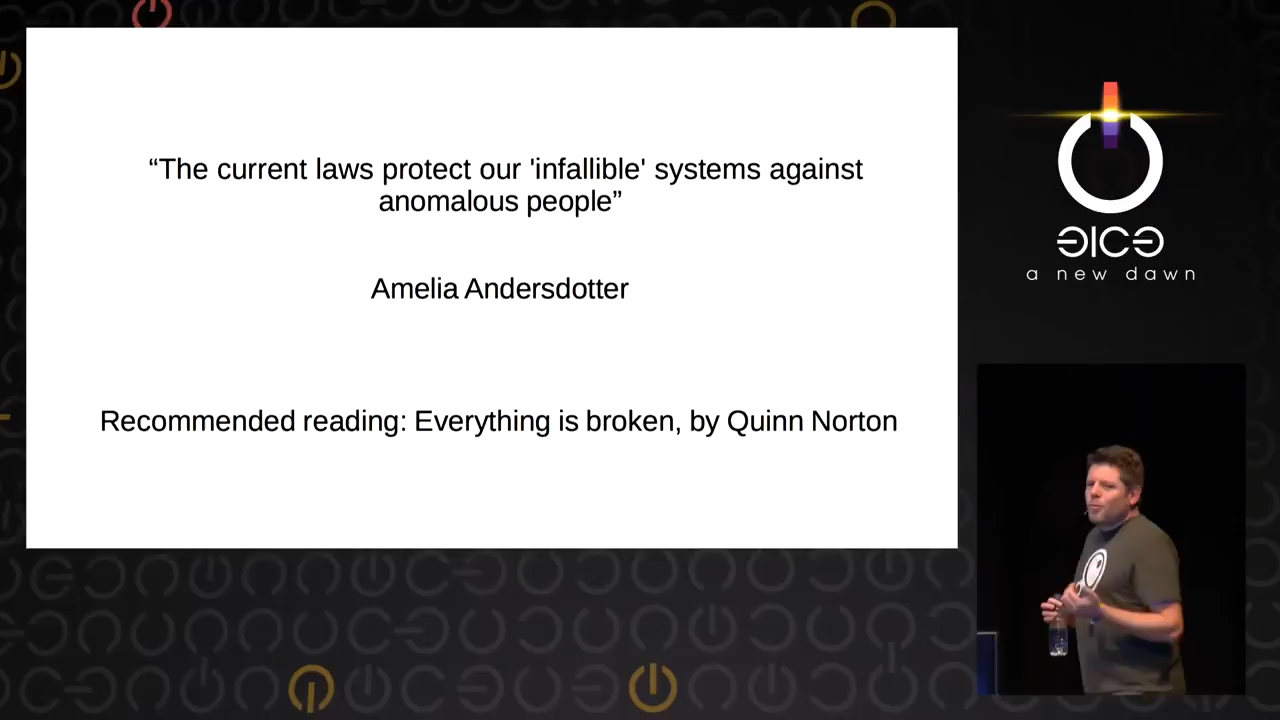 “The current laws protect our 'infallible' systems against
anomalous people”
Amelia Andersdotter
Recommended reading: Everything is broken, by Quinn Norton
a new dawn